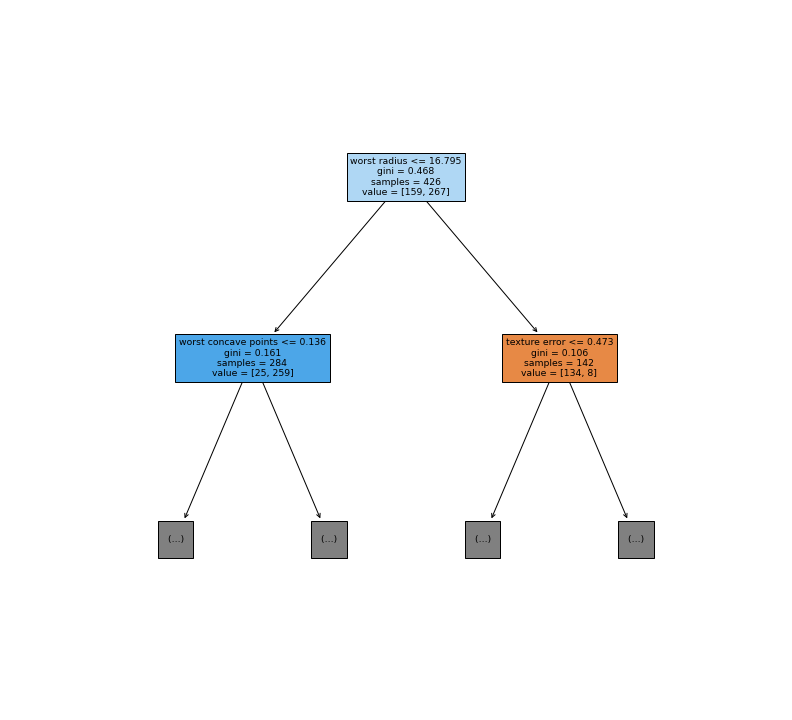 worst radius <= 16.795
gini = 0.468
samples = 426
value = [159, 267]
worst concave points <= 0.136
gini = 0.161
samples = 284
value = [25, 259]
texture error <= 0.473
gini = 0.106
samples = 142
value = [134, 8]
(...)
(...)
(...)
(...)